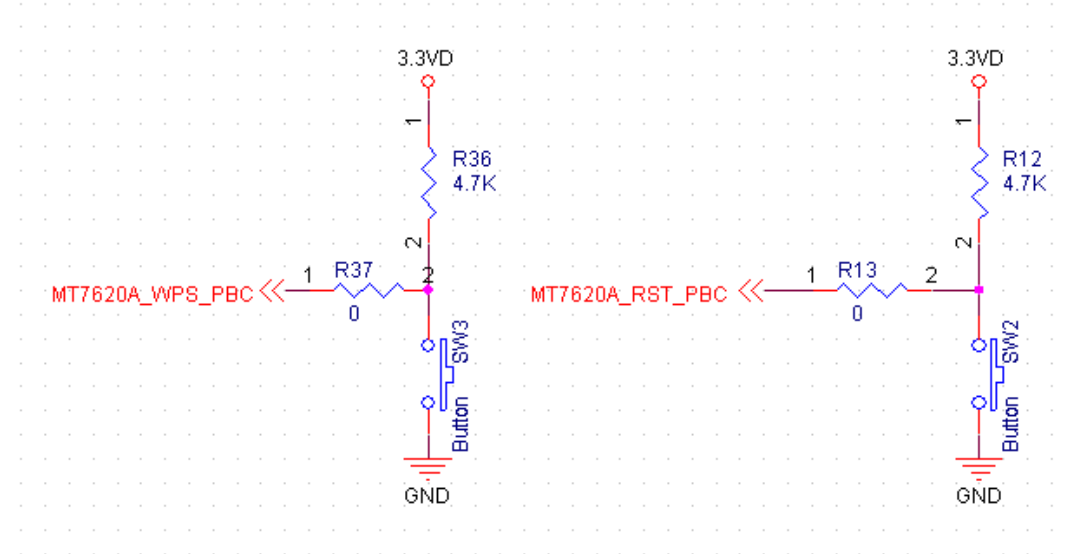 3.3VD
1
R36
4.7K
2
MT7620A_WPS_PBC
1
R37
2
0
SW3
Button
GND
3.3VD
1
R12
4.7K
2
MT7620A_RST_PBC
1
R13
2
0
SW2
Button
GND